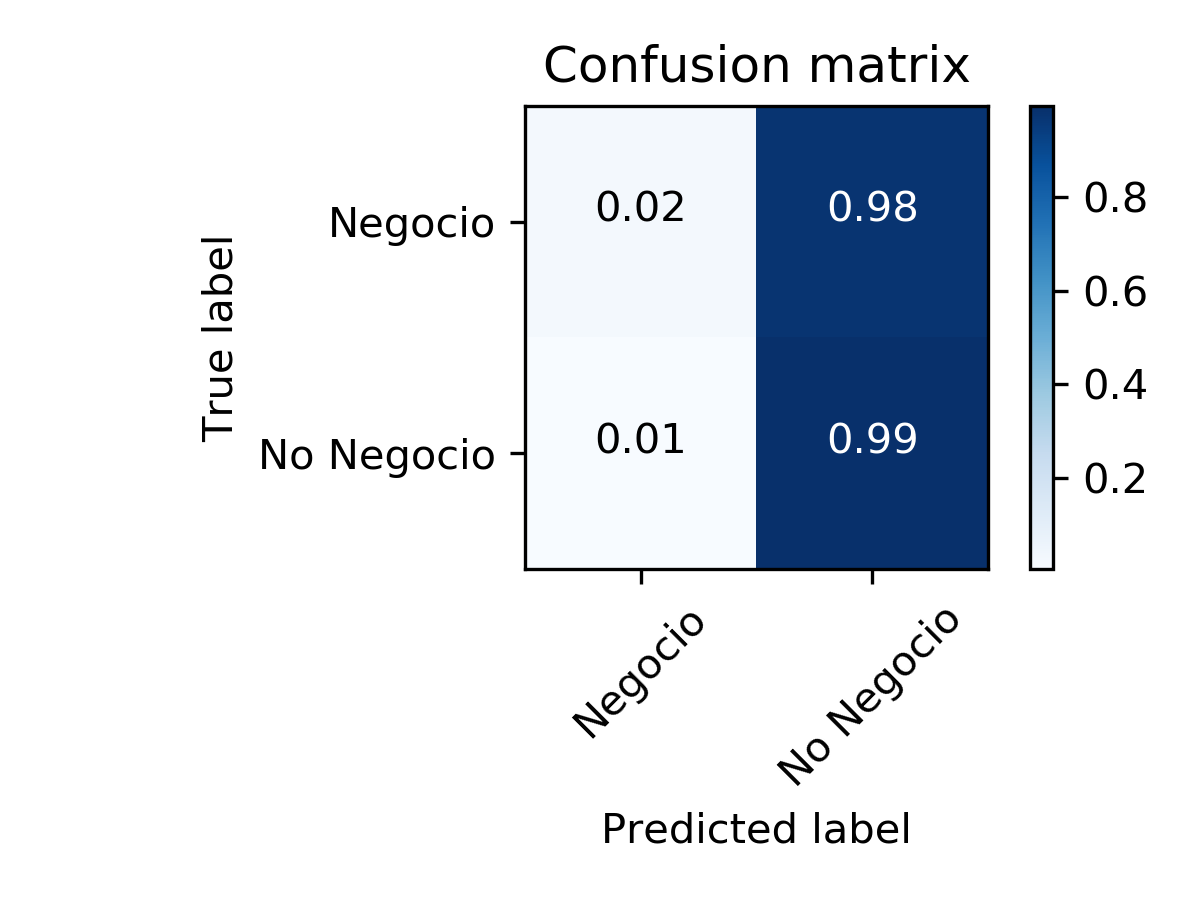 Confusion matrix
True label
Negocio
0.02 0.98
No Negocio
0.01 0.99
0.8
0.6
0.4
0.2
Negocio
No Negocio
Predicted label